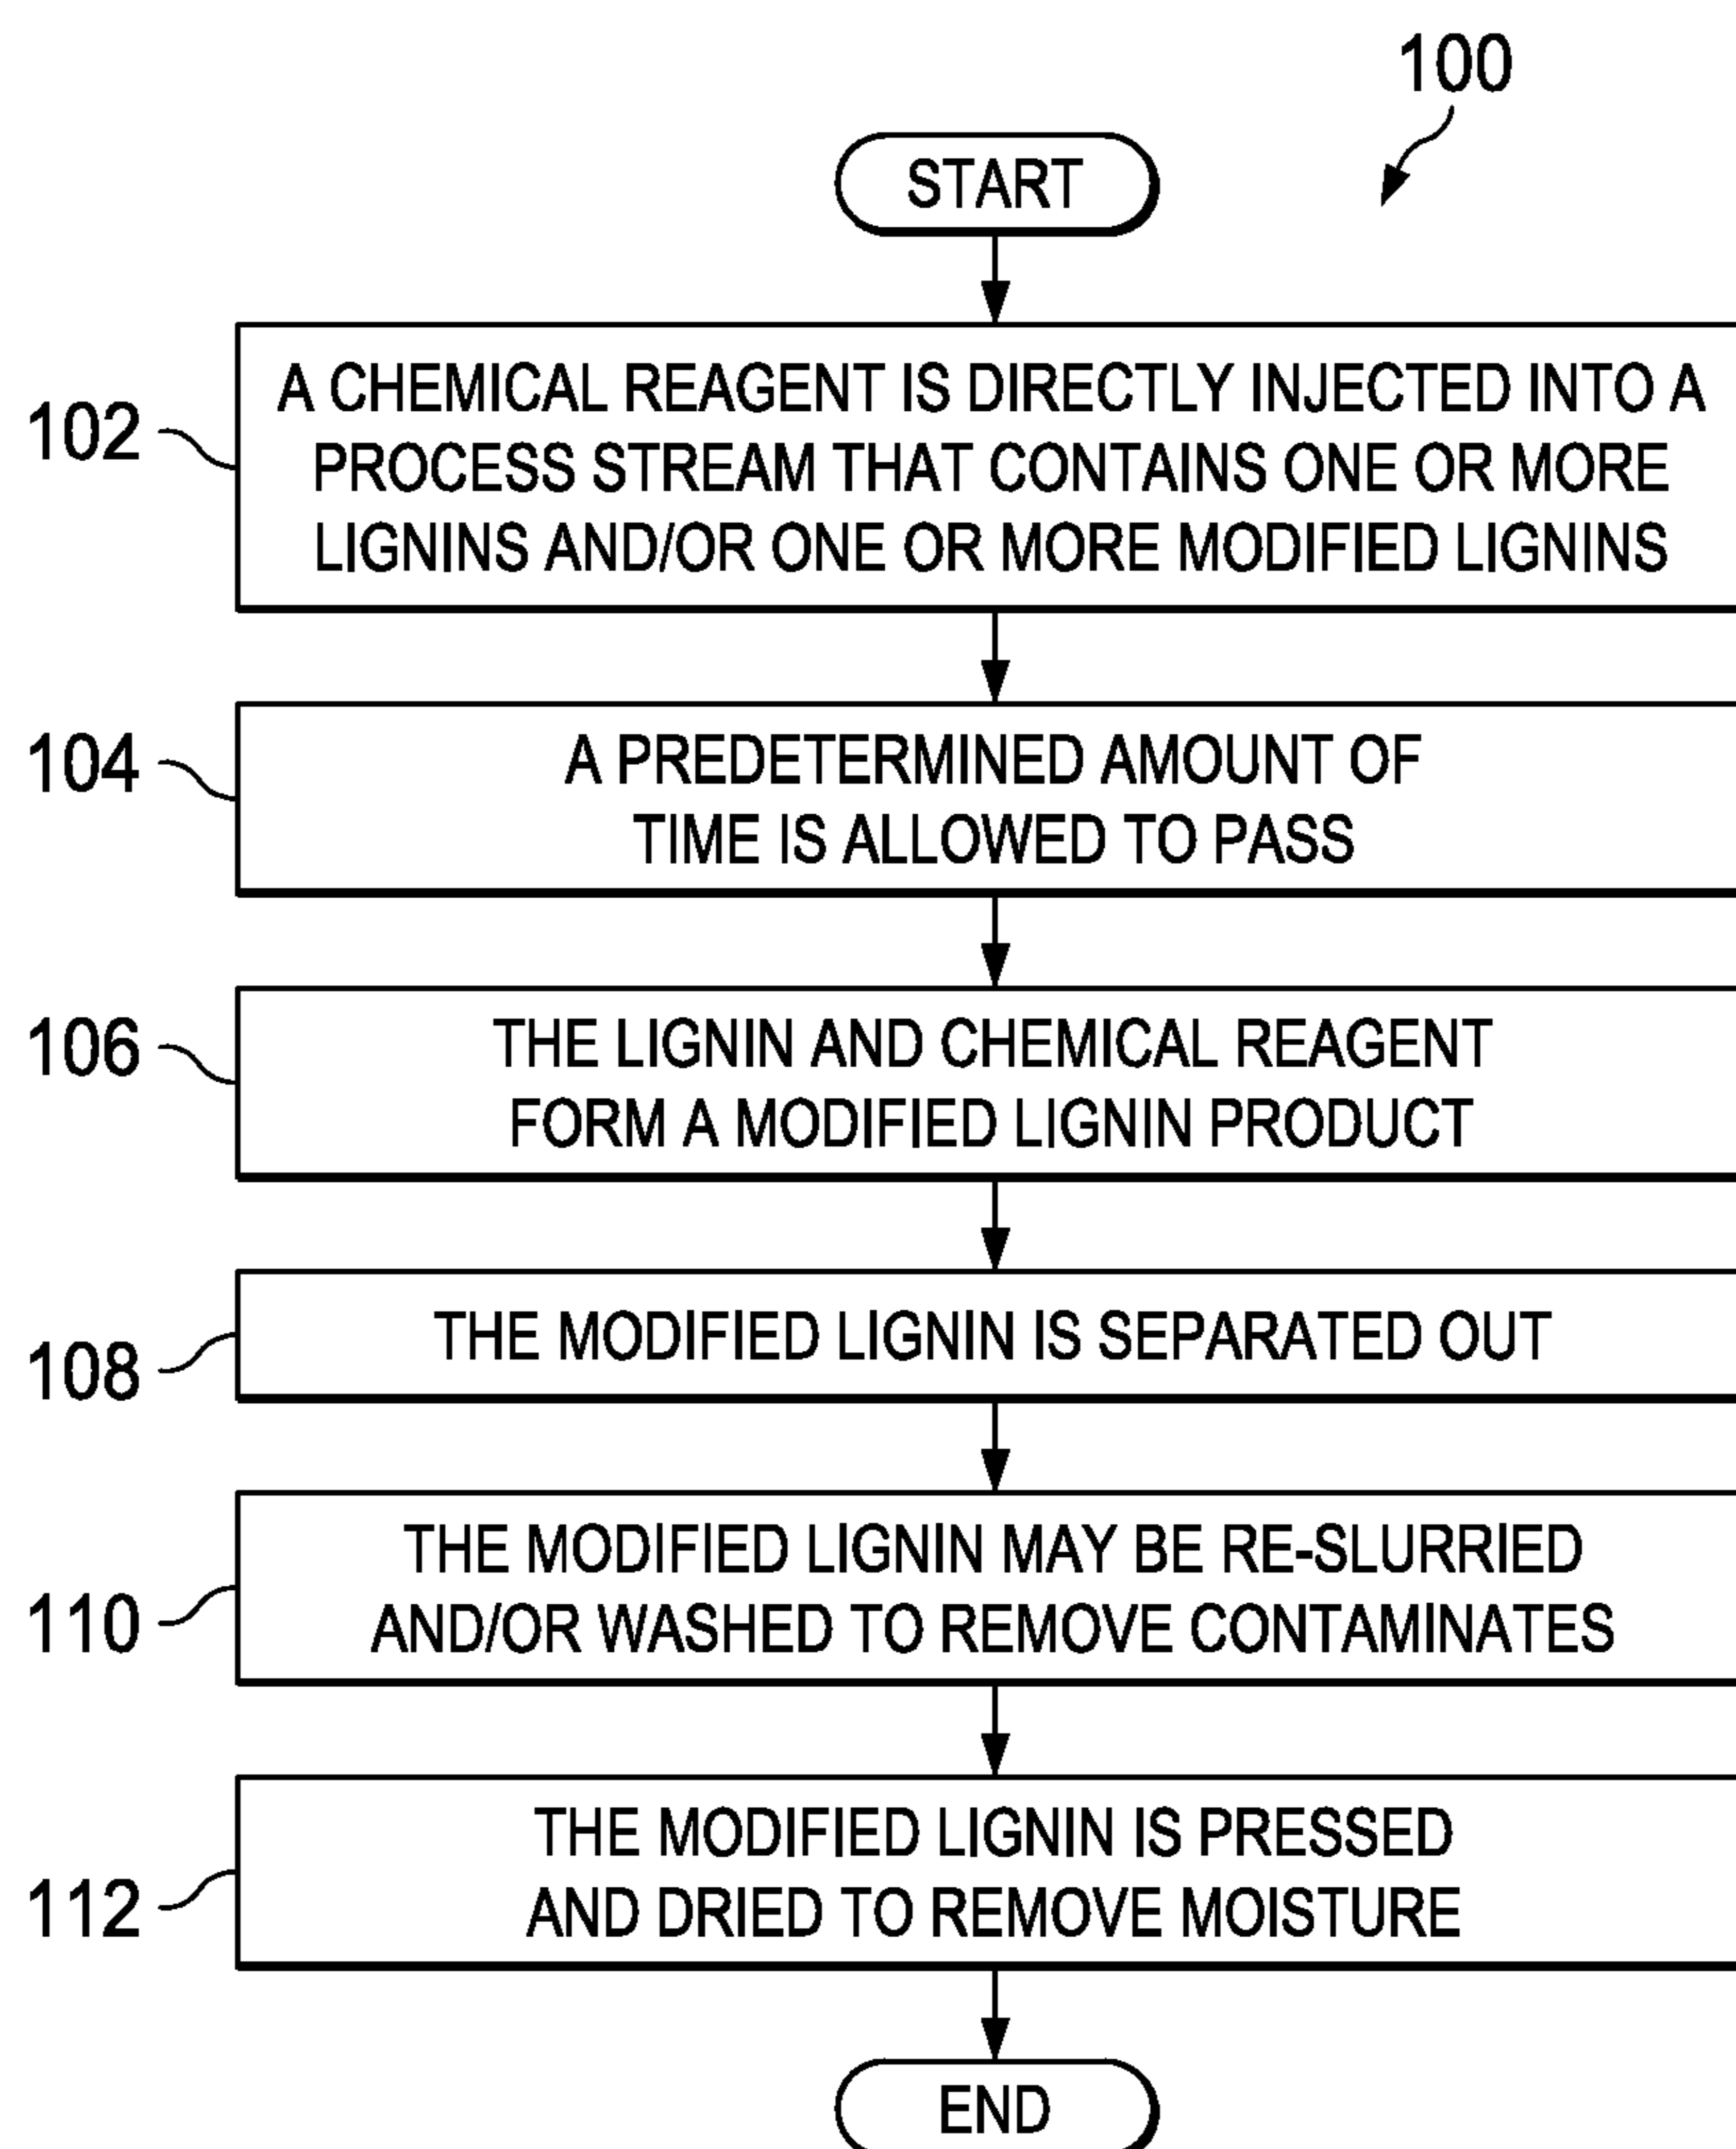 100
START
102
A CHEMICAL REAGENT IS DIRECTLY INJECTED INTO A
PROCESS STREAM THAT CONTAINS ONE OR MORE
LIGNINS AND/OR ONE OR MORE MODIFIED LIGNINS
104
A PREDETERMINED AMOUNT OF
TIME IS ALLOWED TO PASS
106
THE LIGNIN AND CHEMICAL REAGENT
FORM A MODIFIED LIGNIN PRODUCT
108
THE MODIFIED LIGNIN IS SEPARATED OUT
110
THE MODIFIED LIGNIN MAY BE RE-SLURRIED
AND/OR WASHED TO REMOVE CONTAMINATES
112
THE MODIFIED LIGNIN IS PRESSED
AND DRIED TO REMOVE MOISTURE
END